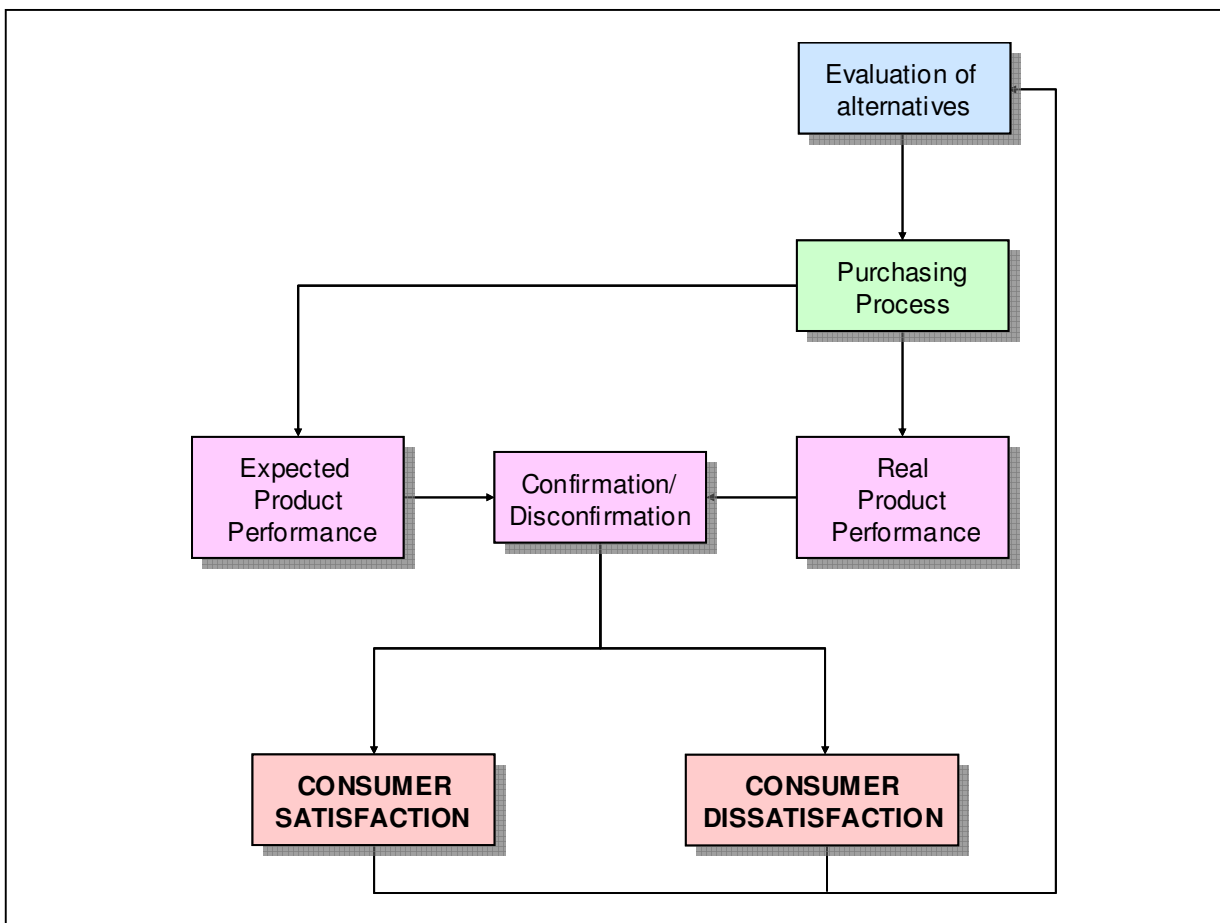 Evaluation of
alternatives
Purchasing
Process
Expected
Product
Performance
Confirmation/
Disconfirmation
Real
Product
Performance
CONSUMER
SATISFACTION
CONSUMER
DISSATISFACTION